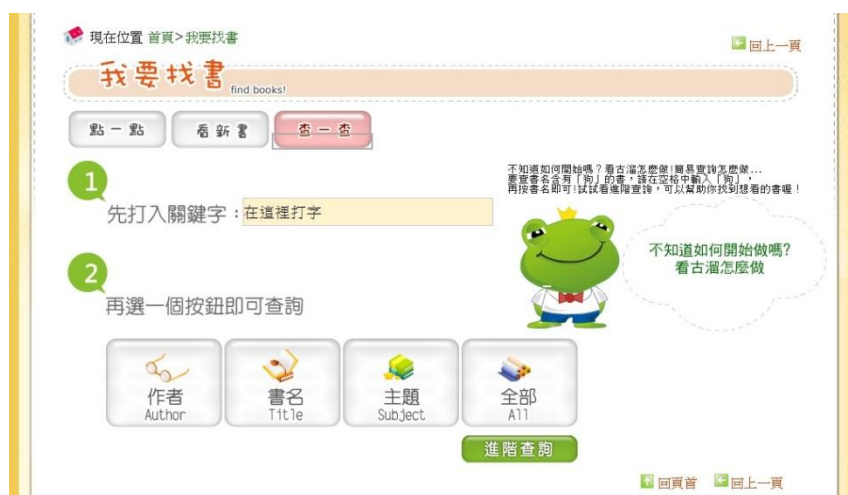 現在位置 首頁>我要找書
回上一頁
我要找書 find books!
點一點 看新書 查一查
1
先打入關鍵字：在這裡打字
不知道如何開始嗎？看古溜怎麼做!簡易查詢怎麼做...
要查書名含有「狗」的書，請在空格中輸入「狗」，
再按書名即可!試試看進階查詢，可以幫助你找到想看的書喔！
不知道如何開始做嗎?
看古溜怎麼做
2
再選一個按鈕即可查詢
作者 書名 主題 全部
Author Title Subject All
進階查詢
回頁首 回上一頁